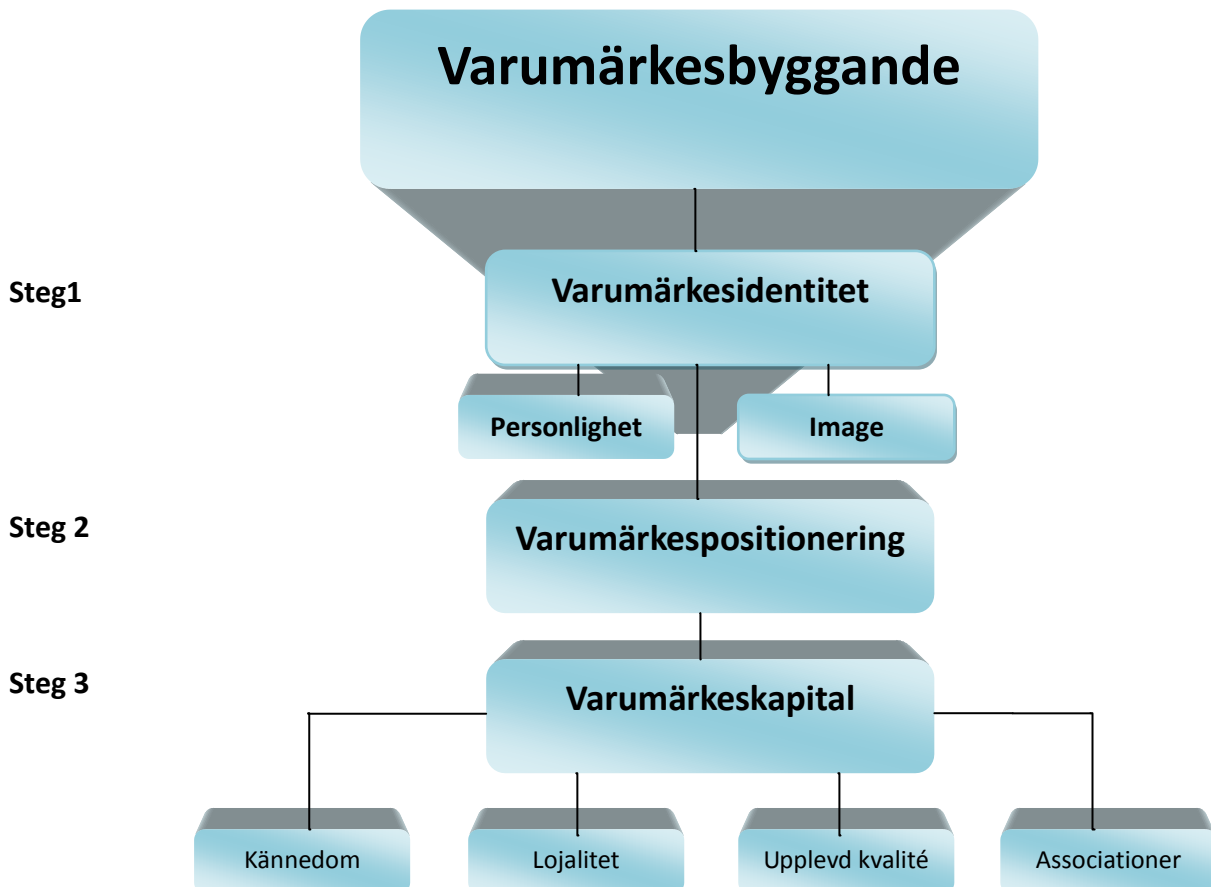 Varumärkesbyggande
Steg1
Varumärkesidentitet
Personlighet
Image
Steg 2
Varumärkespositionering
Steg 3
Varumärkeskapital
Kännedom
Lojalitet
Upplevd kvalité
Associationer